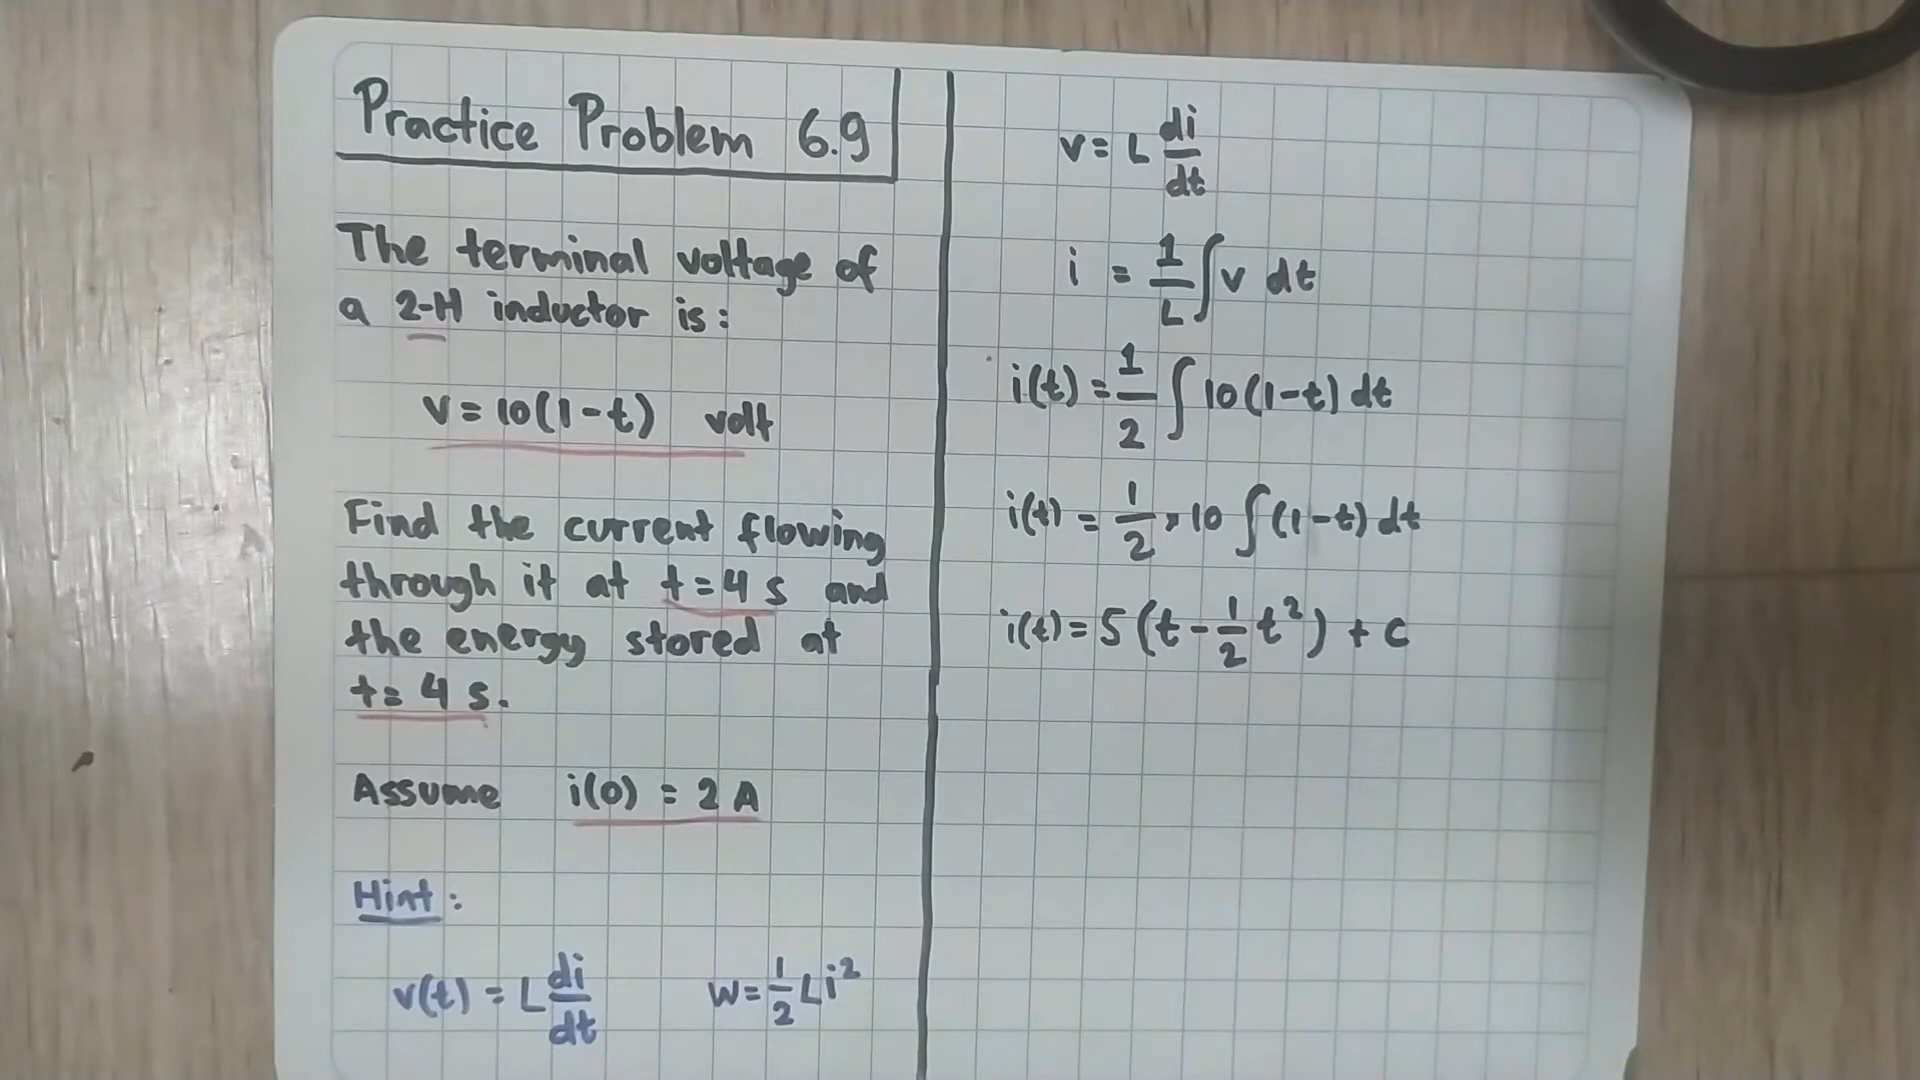 Practice Problem 6.9
The terminal voltage of
a 2-H inductor is:
v = 10(1-t) volt
Find the current flowing
through it at t=4 s and
the energy stored at
t= 4 s.
Assume i(0) = 2 A
Hint:
v(t) = L di/dt w = 1/2 Li²
v = L di/dt
i = 1/L ∫ v dt
i(t) = 1/2 ∫ 10(1-t) dt
i(t) = 1/2 * 10 ∫ (1-t) dt
i(t) = 5 (t - 1/2 t²) + c